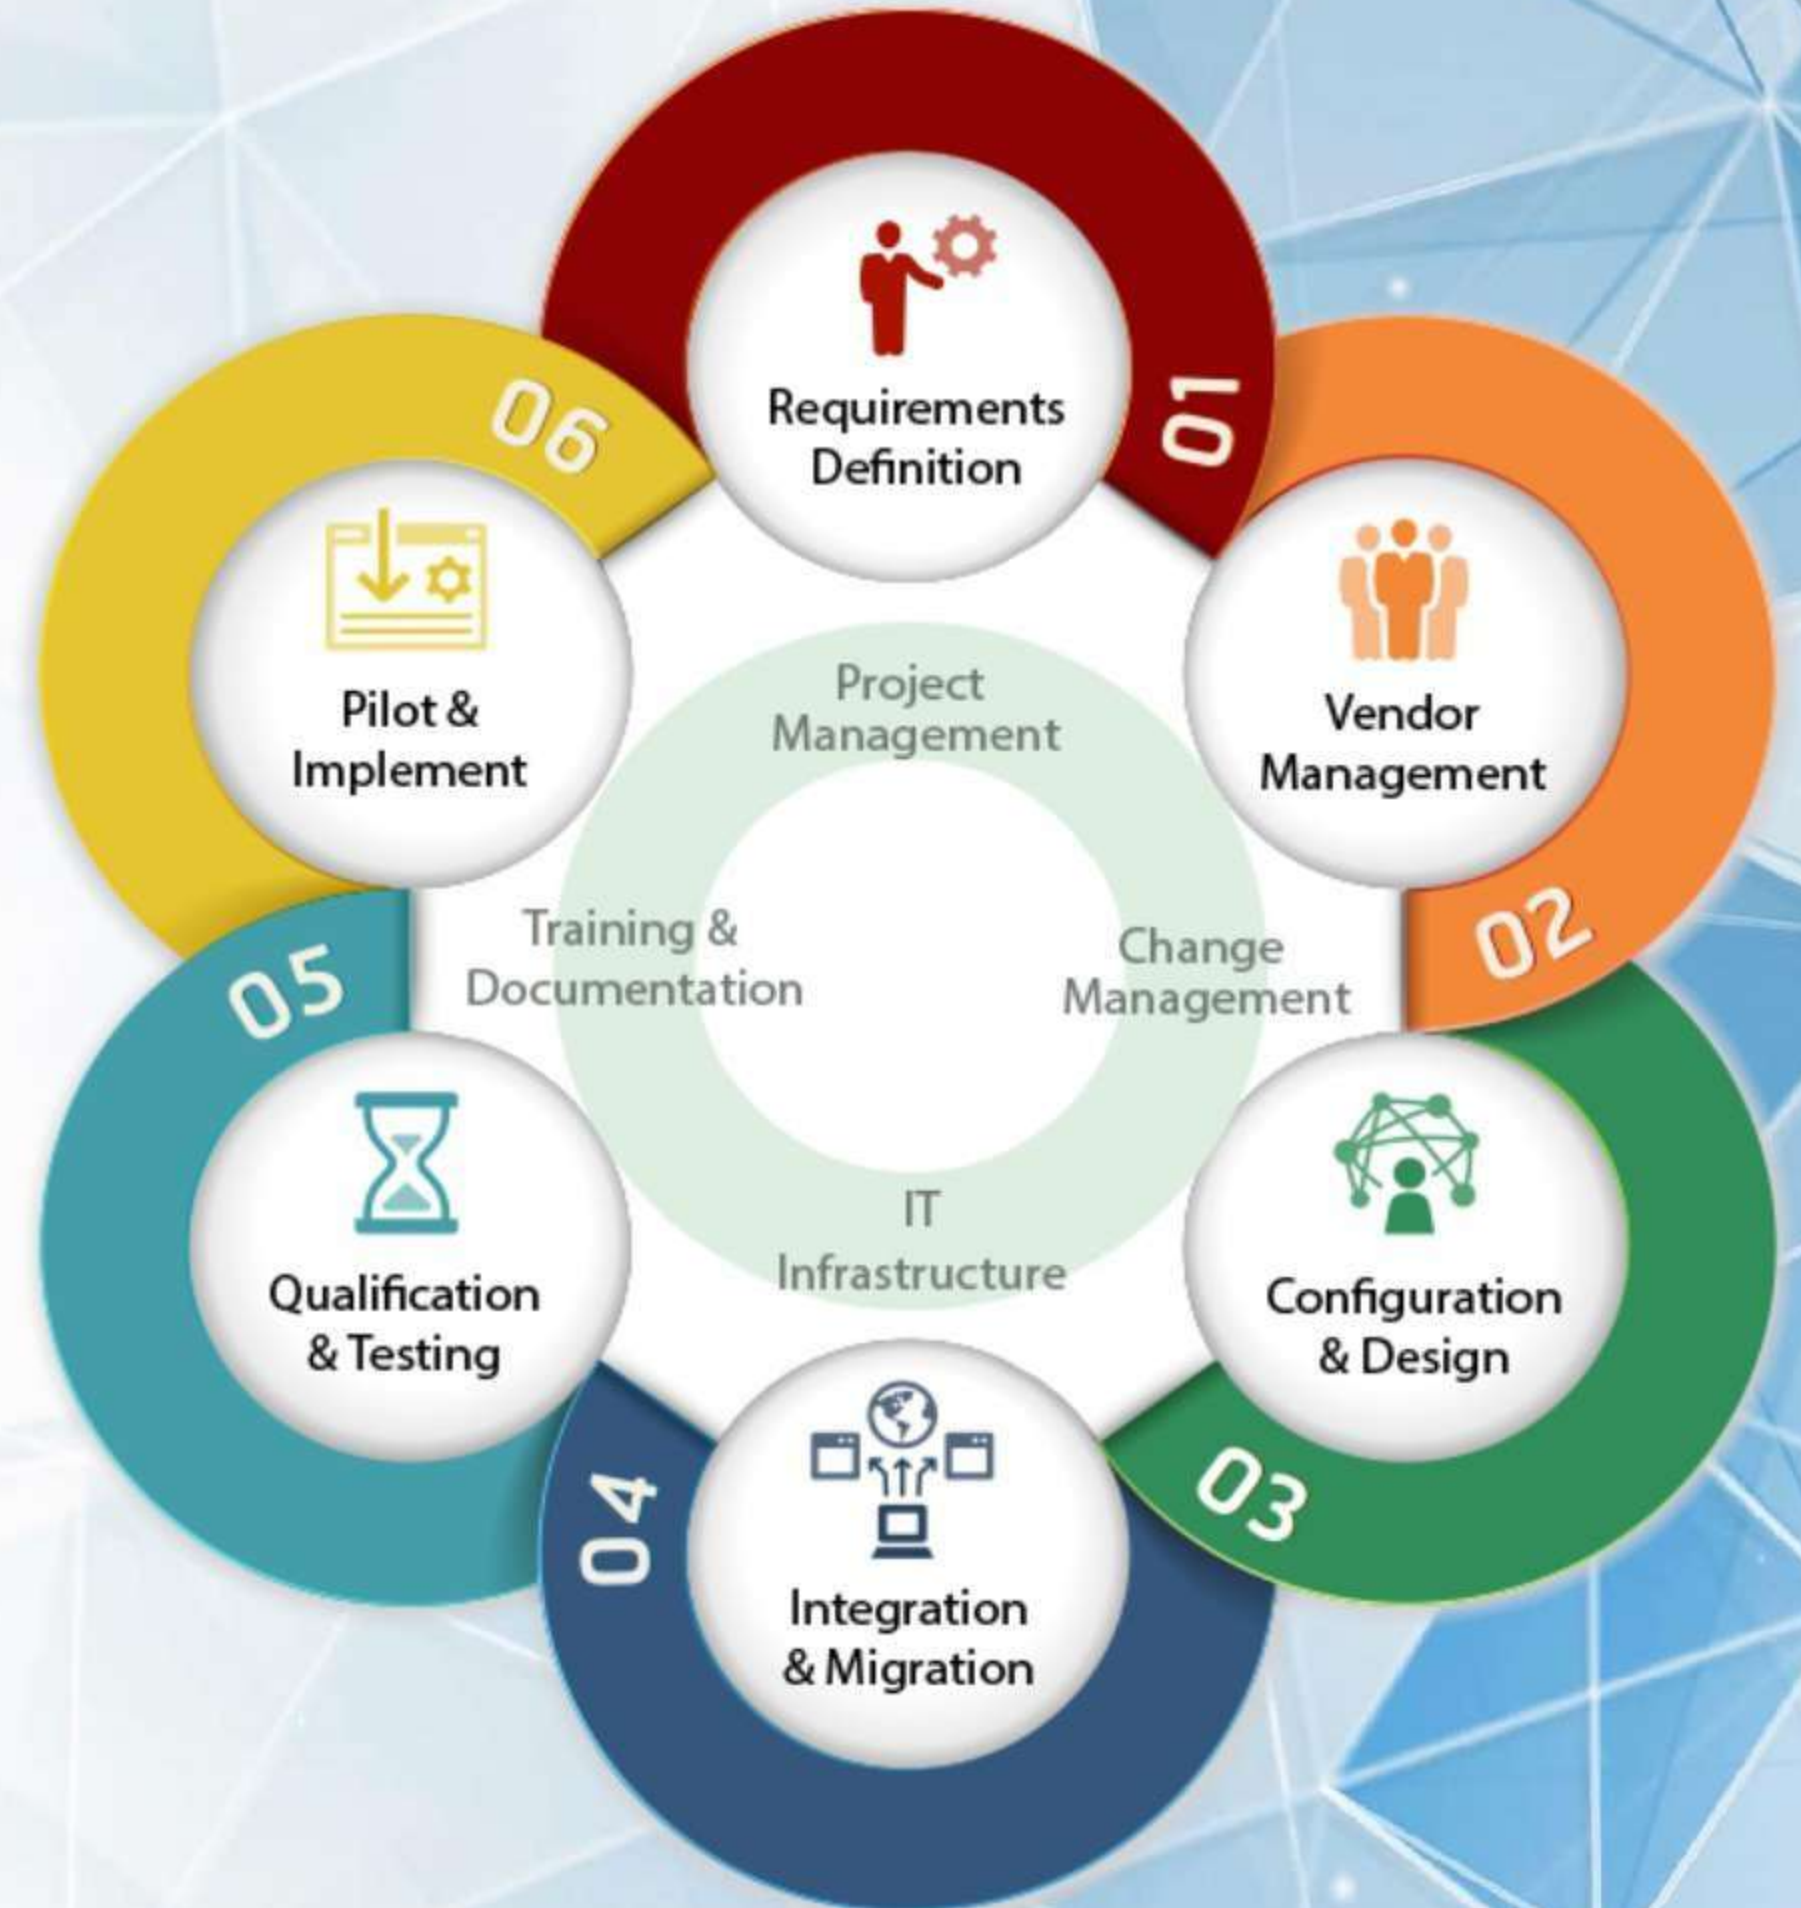 01
Requirements
Definition
02
Vendor
Management
03
Configuration
& Design
04
Integration
& Migration
05
Qualification
& Testing
06
Pilot &
Implement
Project
Management
Change
Management
IT
Infrastructure
Training &
Documentation